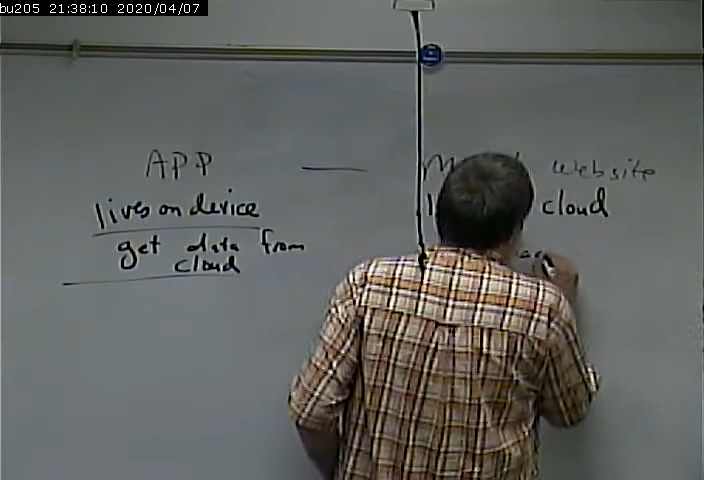 bu205 21:38:10 2020/04/07
APP — website
lives on device cloud
get data from
cloud